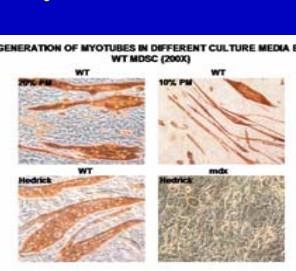 GENERATION OF MYOTUBES IN DIFFERENT CULTURE MEDIA
WT MDSC (200X)
WT WT
20% PM 10% PM
WT mdx
Hedrick Hedrick